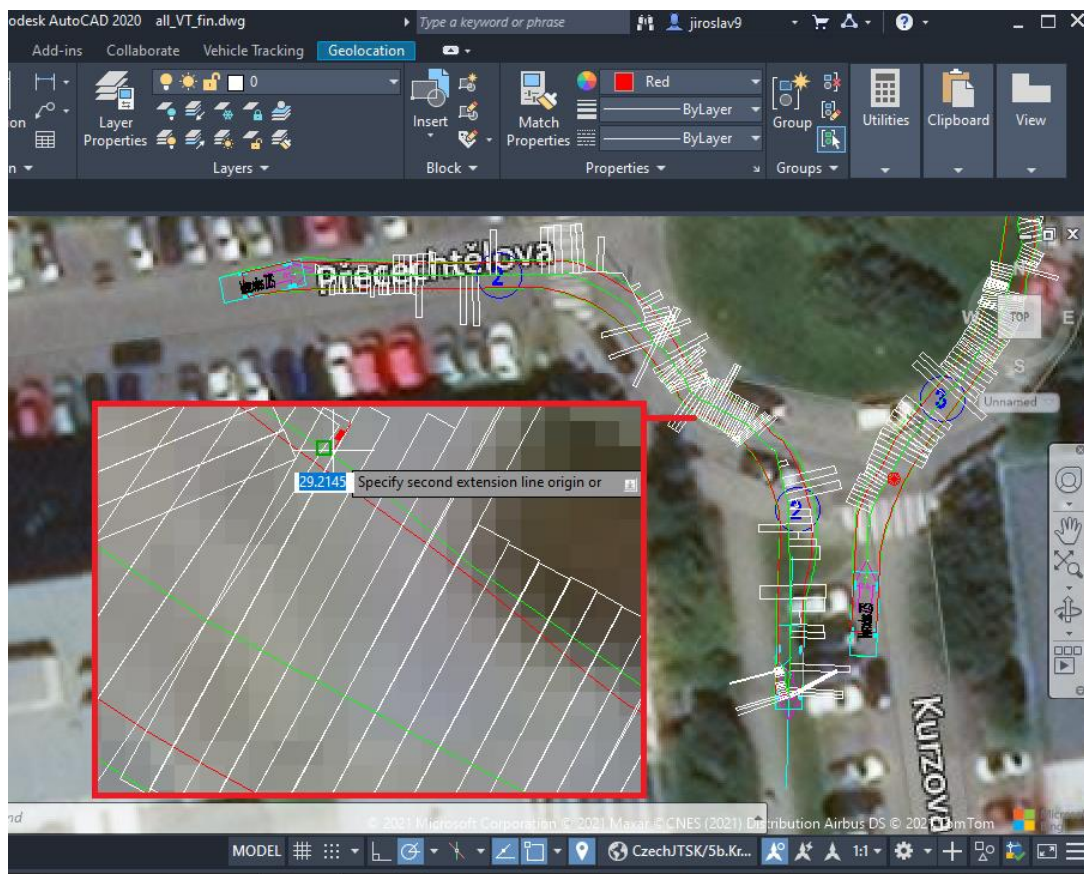 odesk AutoCAD 2020 all_VT_fin.dwg
Type a keyword or phrase
jiroslav9
Add-ins Collaborate Vehicle Tracking Geolocation
0
Red
ByLayer
ByLayer
on
Layer
Properties
Insert
Match
Properties
Group
Utilities
Clipboard
View
n
Layers
Block
Properties
Groups
2
W
TOP
E
S
Unnamed
3
2
29.2145
Specify second extension line origin or
Kurzova
nd
© 2021 Microsoft Corporation © 2021 Maxar ©CNES (2021) Distribution Airbus DS © 2021 TomTom
MODEL
CzechJTSK/5b.Kr...
1:1